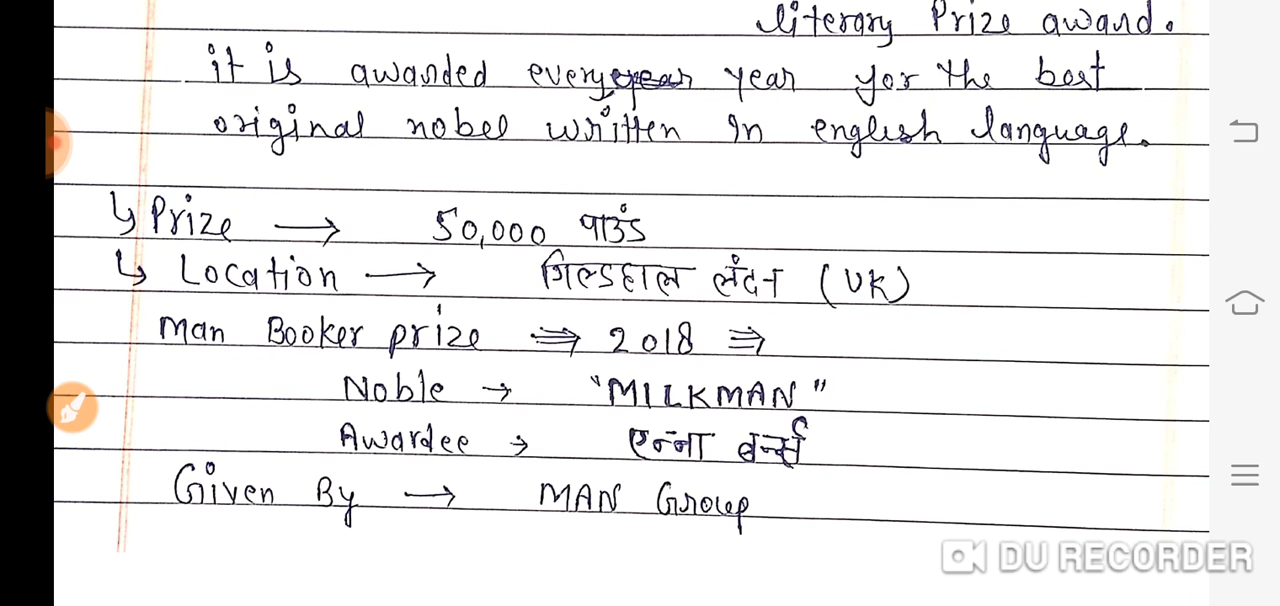 literary Prize award.
it is awarded every year for the best
original nobel written in english language.
↳ Prize → 50,000 पाउंड
↳ Location → गिल्डहाल लंदन (UK)
Man Booker prize ⇒ 2018 ⇒
Noble → "MILKMAN"
Awardee → एन्ना बर्न्स
Given By → MAN Group
DU RECORDER